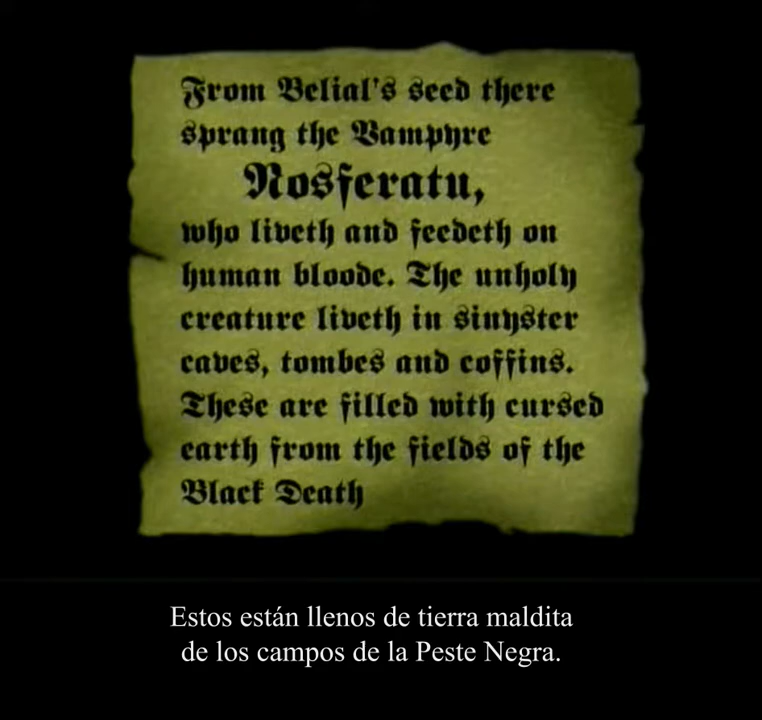 From Belial's seed there
sprang the Vampyre
Nosferatu,
who liveth and feedeth on
human bloode. The unholy
creature liveth in sinyster
caves, tombes and coffins.
These are filled with cursed
earth from the fields of the
Black Death
Estos están llenos de tierra maldita
de los campos de la Peste Negra.